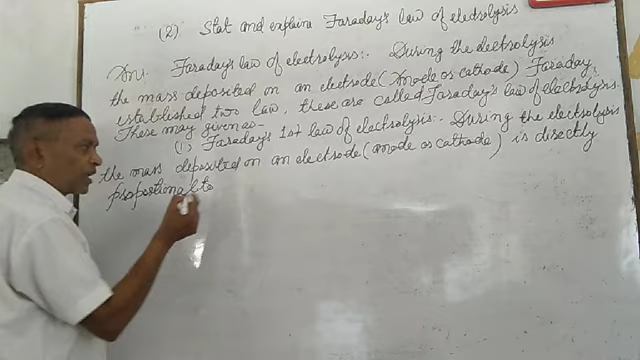 (2) Stat and explain Faraday's law of eledrolysis
Ans. Faraday's law of electrolysis:- During the electrolysis
the mass deposited on an electrode (Anode or cathode) Faraday
established two law, these are called Faraday's law of electrolysis.
These may given as -
(1) Faraday's 1st law of electrolysis:- During the electrolysis
the mass deposited on an electrode (anode or cathode) is directly
proportional to